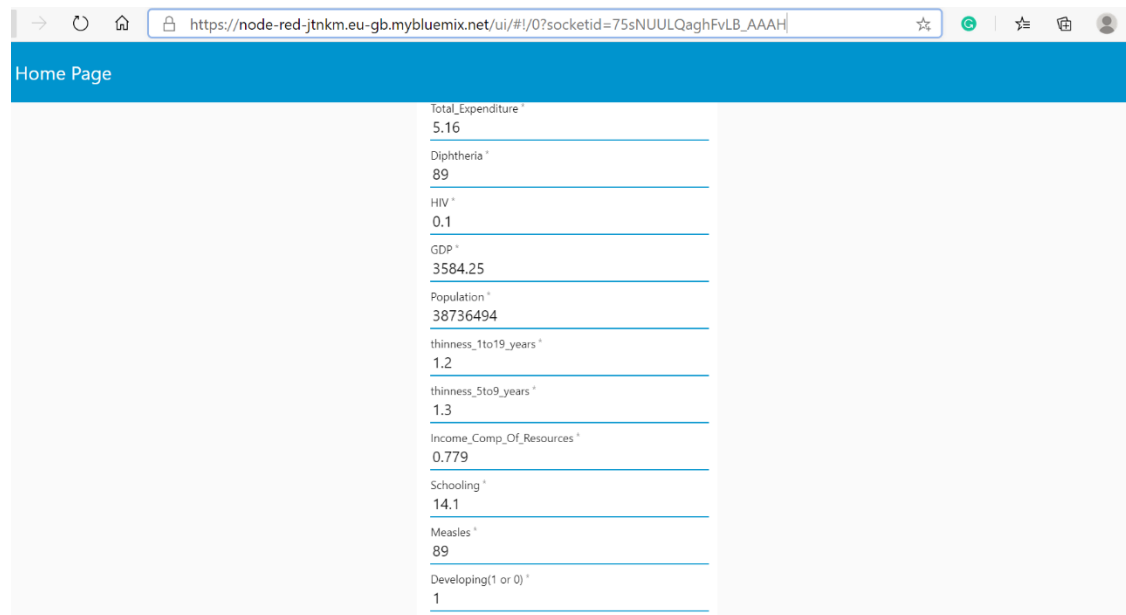 https://node-red-jtnkm.eu-gb.mybluemix.net/ui/#!/0?socketid=75sNUULQaghFvLB_AAAH
Home Page
Total_Expenditure *
5.16
Diphtheria *
89
HIV *
0.1
GDP *
3584.25
Population *
38736494
thinness_1to19_years *
1.2
thinness_5to9_years *
1.3
Income_Comp_Of_Resources *
0.779
Schooling *
14.1
Measles *
89
Developing(1 or 0) *
1